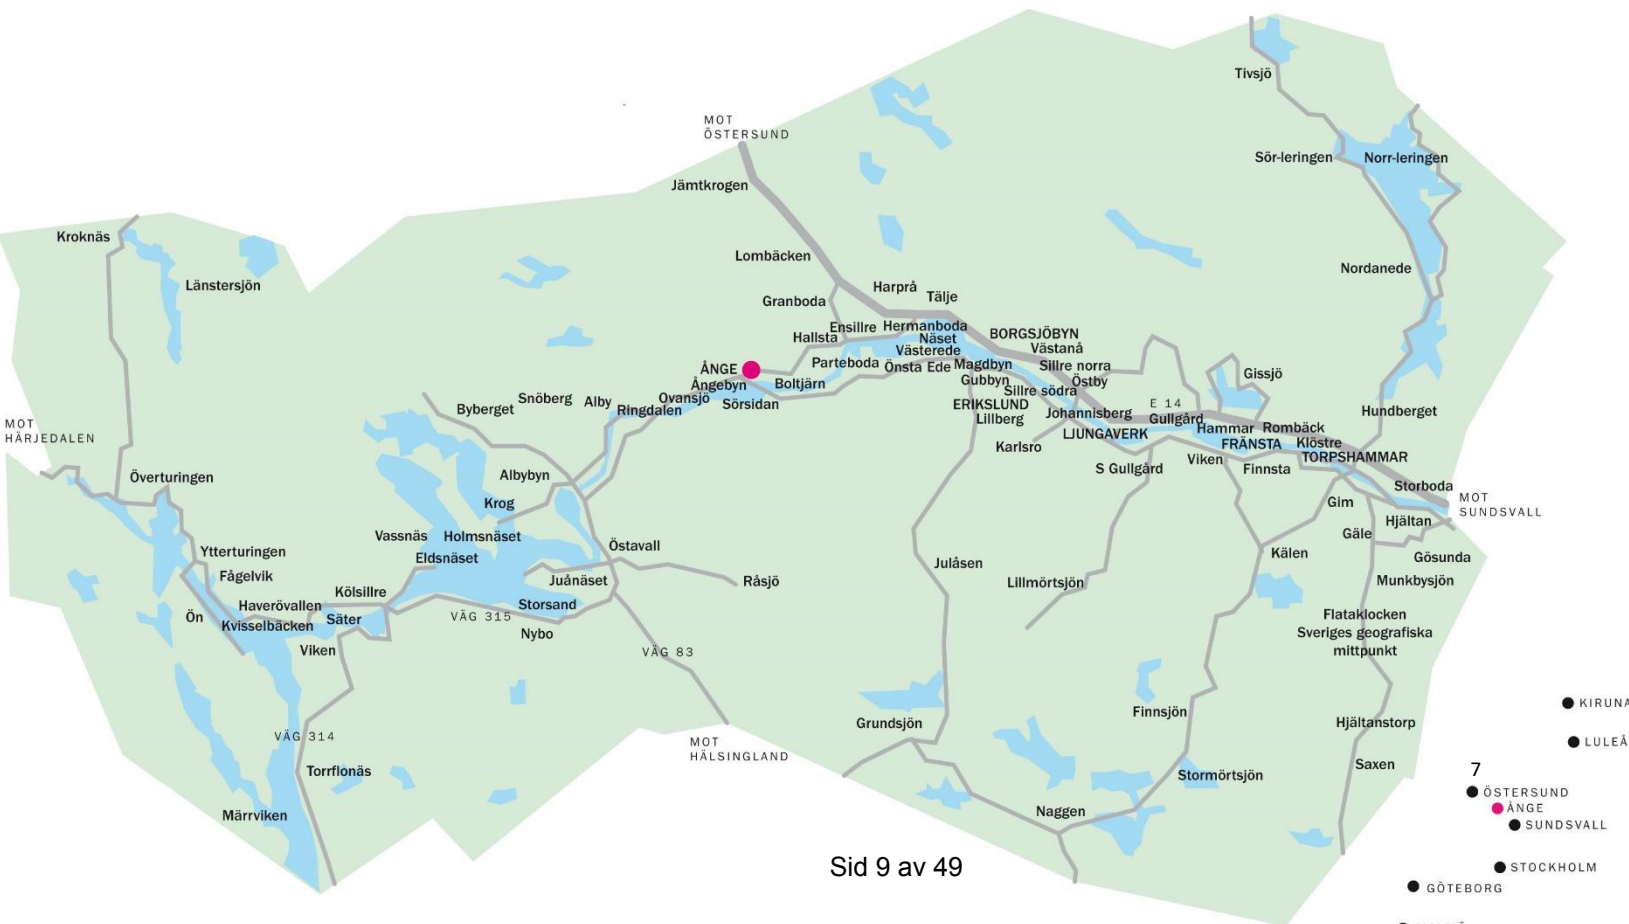 Tivsjö
MOT
ÖSTERSUND
Sör-leringen
Norr-leringen
Jämtkrogen
Kroknäs
Lombäcken
Nordanede
Länstersjön
Harprå
Tälje
Granboda
Ensillre
Hermanboda
BORGSJÖBYN
Hallsta
Näset
Västanå
Västerede
Parteboda
Önsta
Ede
Magdbyn
Sillre norra
ÅNGE
Gissjö
Ångebyn
Boltjärn
Gubbyn
Östby
Sillre södra
Snöberg
Alby
Ovansjö
Sörsidan
ERIKSLUND
E 14
Byberget
Ringdalen
Lillberg
Johannisberg
Gullgård
Hundberget
MOT
HÄRJEDALEN
Hammar
Rombäck
LJUNGAVERK
FRÄNSTA
Klöstre
Karlsro
TORPSHAMMAR
Viken
Finnsta
S Gullgård
Albybyn
Överturingen
Storboda
MOT
SUNDSVALL
Krog
Gim
Hjältan
Vassnäs
Holmsnäset
Gäle
Östavall
Ytterturingen
Eldsnäset
Kälen
Gösunda
Julåsen
Fågelvik
Juånäset
Råsjö
Lillmörtsjön
Munkbysjön
Kölsillre
Haverövallen
Storsand
Ön
Säter
VÄG 315
Flataklocken
Kvisselbäcken
Nybo
Sveriges geografiska
mittpunkt
Viken
VÄG 83
KIRUNA
Finnsjön
Grundsjön
Hjältanstorp
VÄG 314
MOT
HÄLSINGLAND
LULEÅ
Torrflonäs
Saxen
Stormörtsjön
7
ÖSTERSUND
ÅNGE
Märrviken
Naggen
SUNDSVALL
Sid 9 av 49
STOCKHOLM
GÖTEBORG